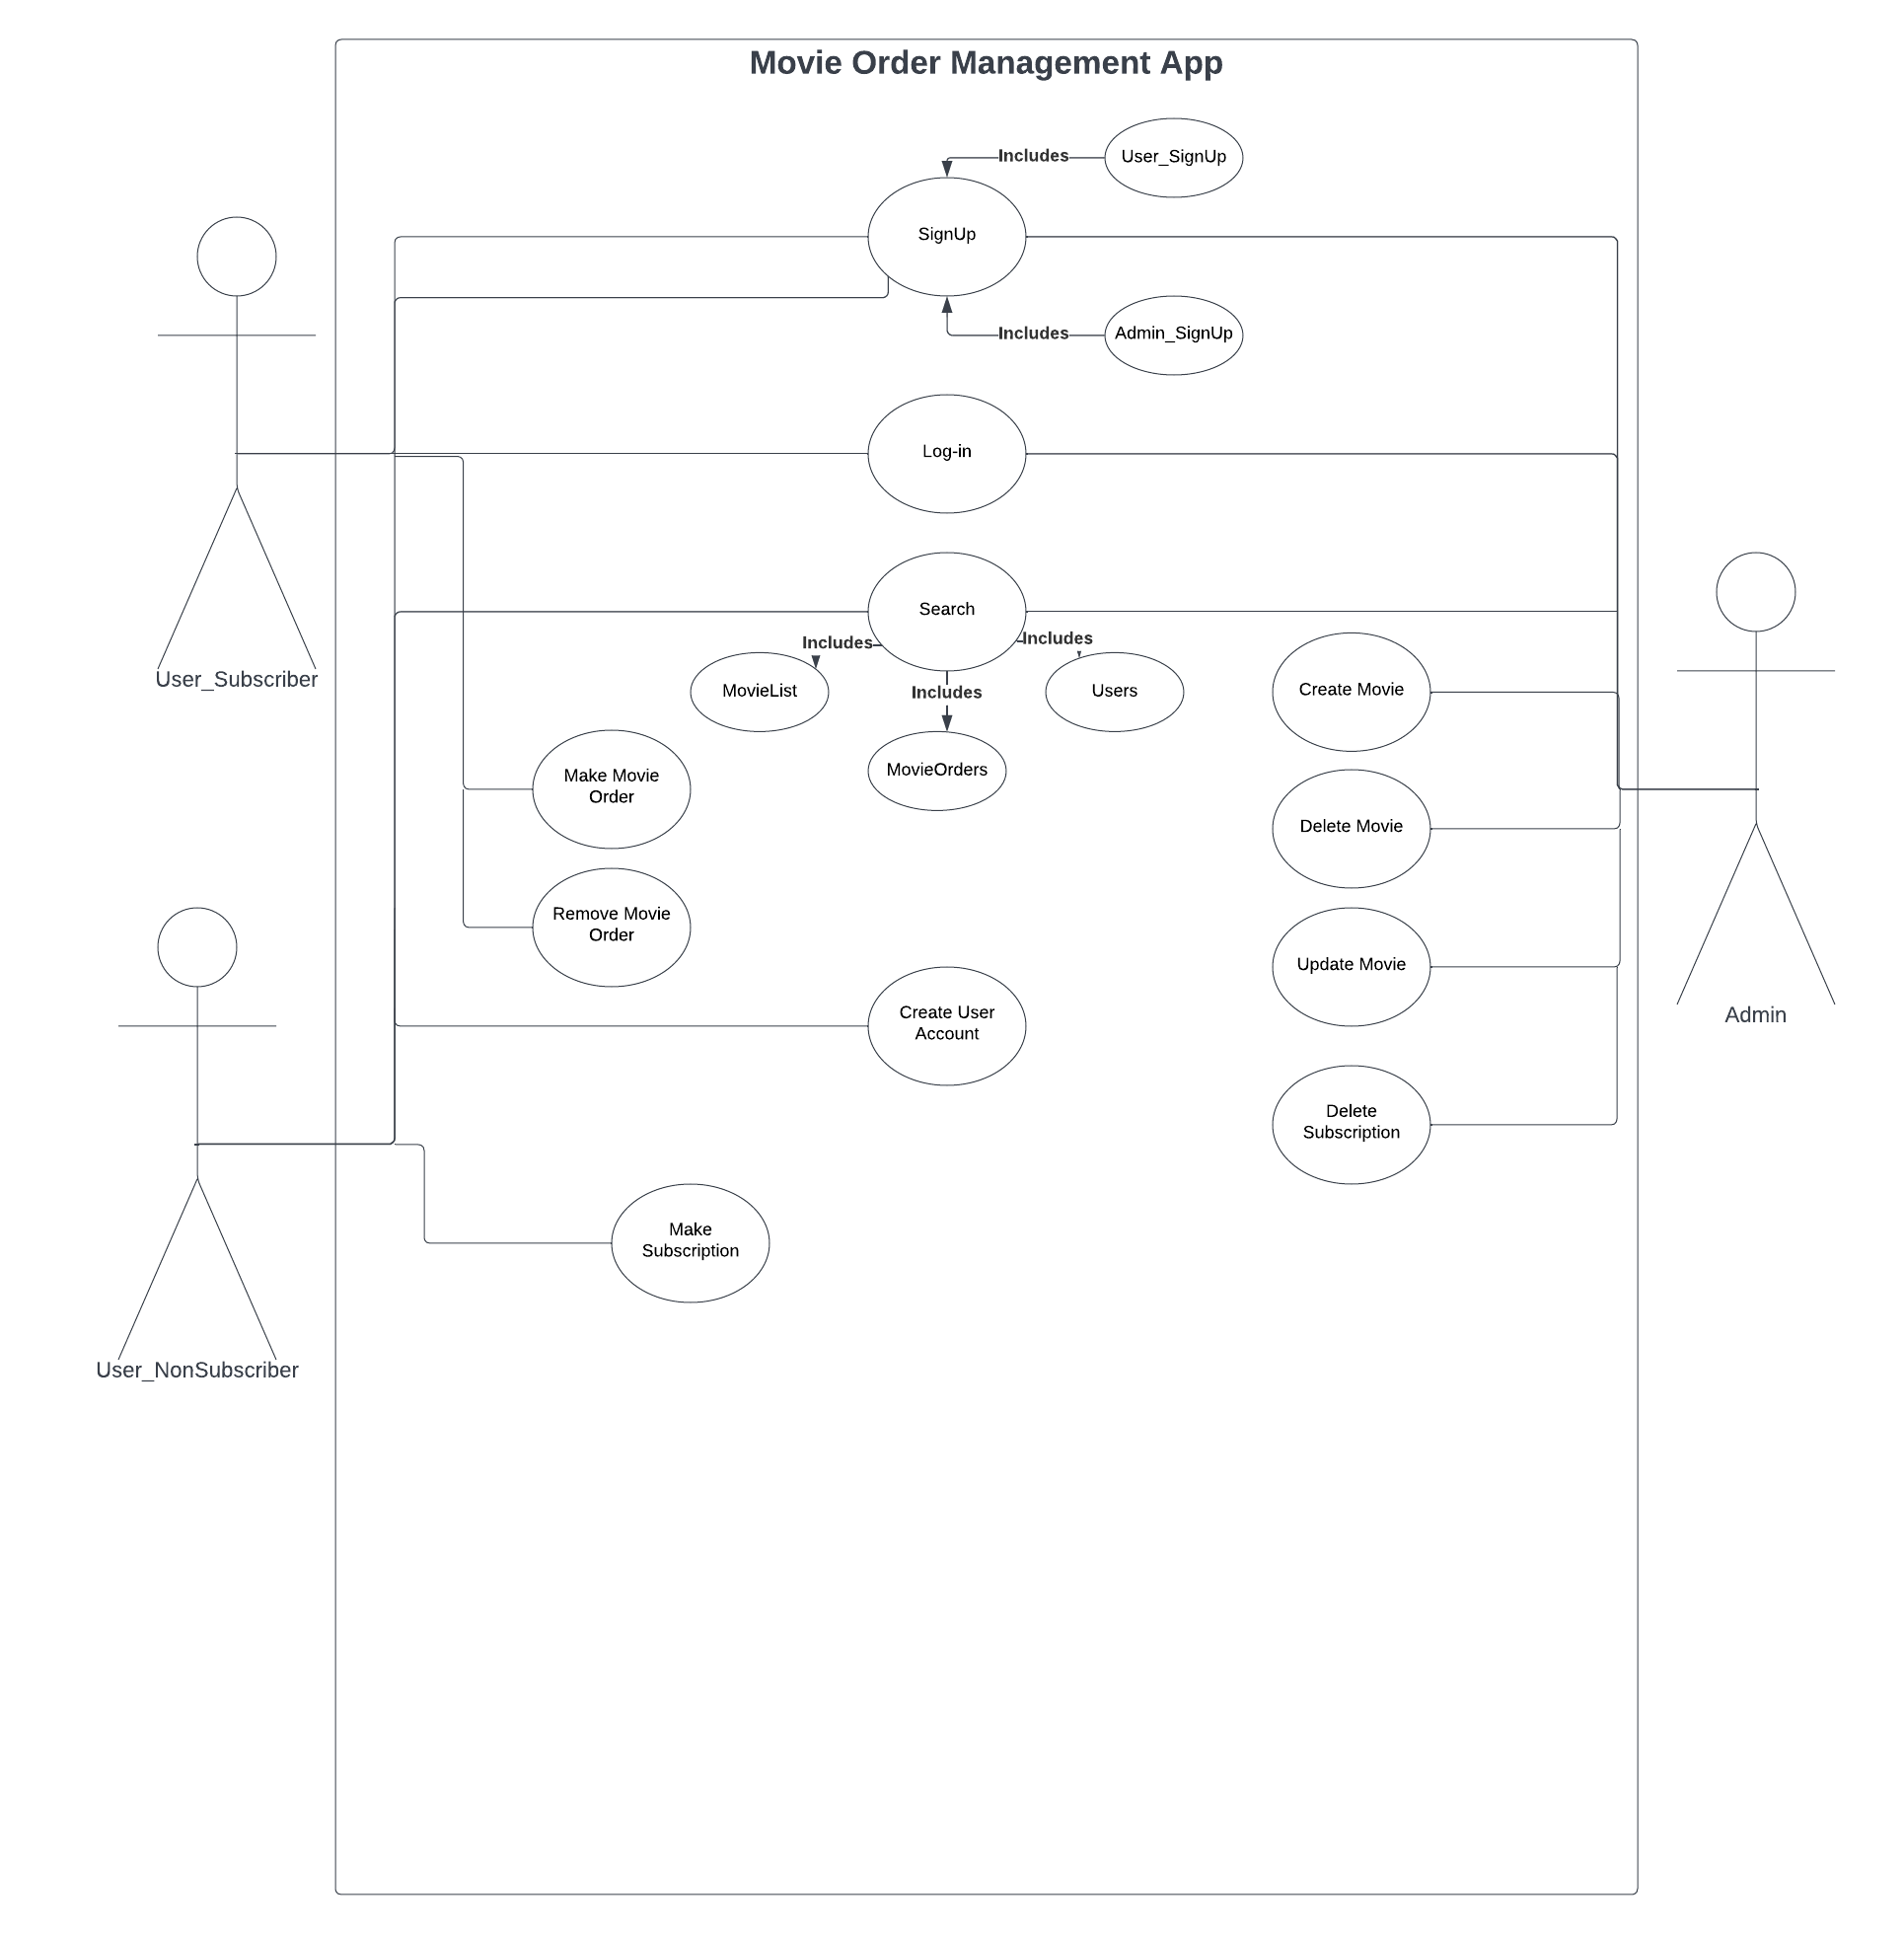 Movie Order Management App
User_SignUp
Includes
SignUp
Includes
Admin_SignUp
Log-in
Search
Includes
Includes
MovieList
Includes
Users
MovieOrders
User_Subscriber
Make Movie
Order
Remove Movie
Order
Create Movie
Delete Movie
Update Movie
Admin
Create User
Account
Delete
Subscription
Make
Subscription
User_NonSubscriber